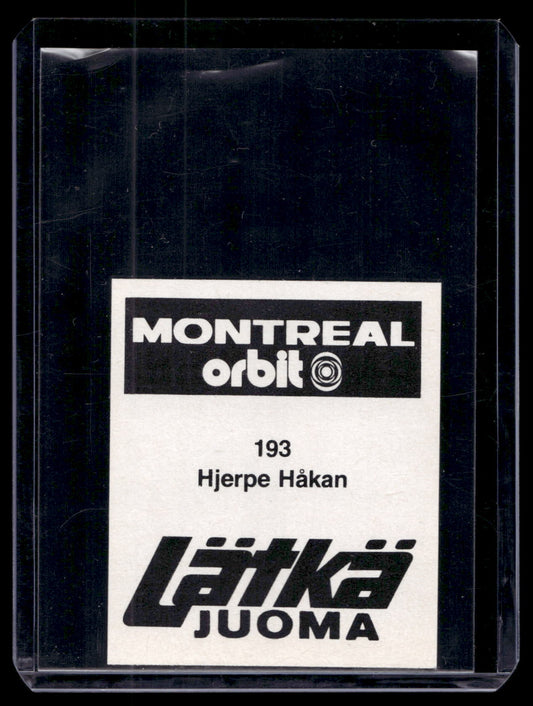 MONTREAL
orbit
193
Hjerpe Håkan
Lätkä
JUOMA